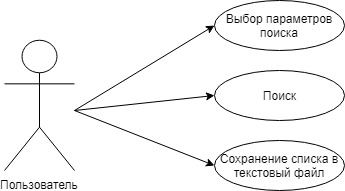 Выбор параметров
поиска
Поиск
Сохранение списка в
текстовый файл
Пользователь